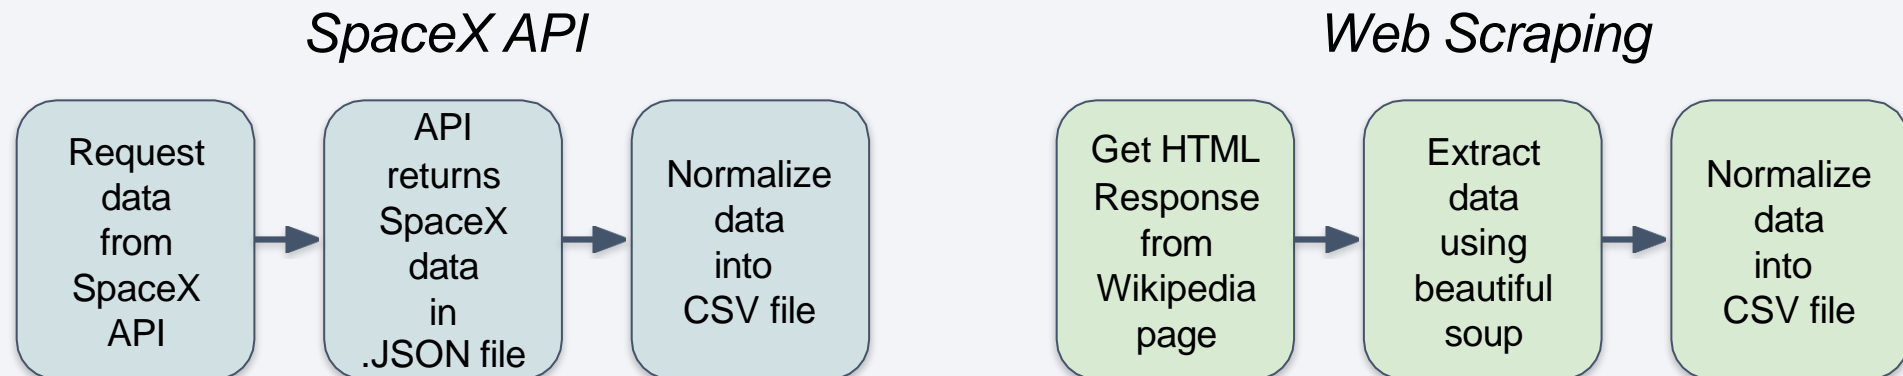 SpaceX API
Request
data
from
SpaceX
API
API
returns
SpaceX
data
in
.JSON file
Normalize
data
into
CSV file
Web Scraping
Get HTML
Response
from
Wikipedia
page
Extract
data
using
beautiful
soup
Normalize
data
into
CSV file